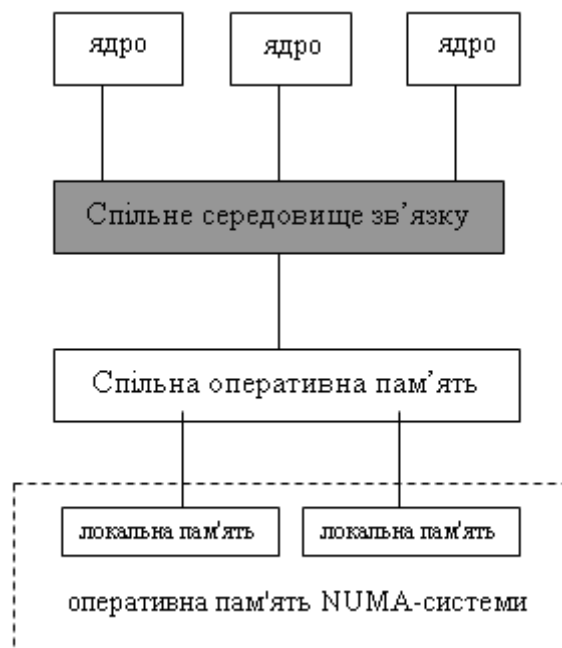 ядро ядро ядро
Спільне середовище зв’язку
Спільна оперативна пам’ять
локальна пам'ять локальна пам'ять
оперативна пам'ять NUMA-системи